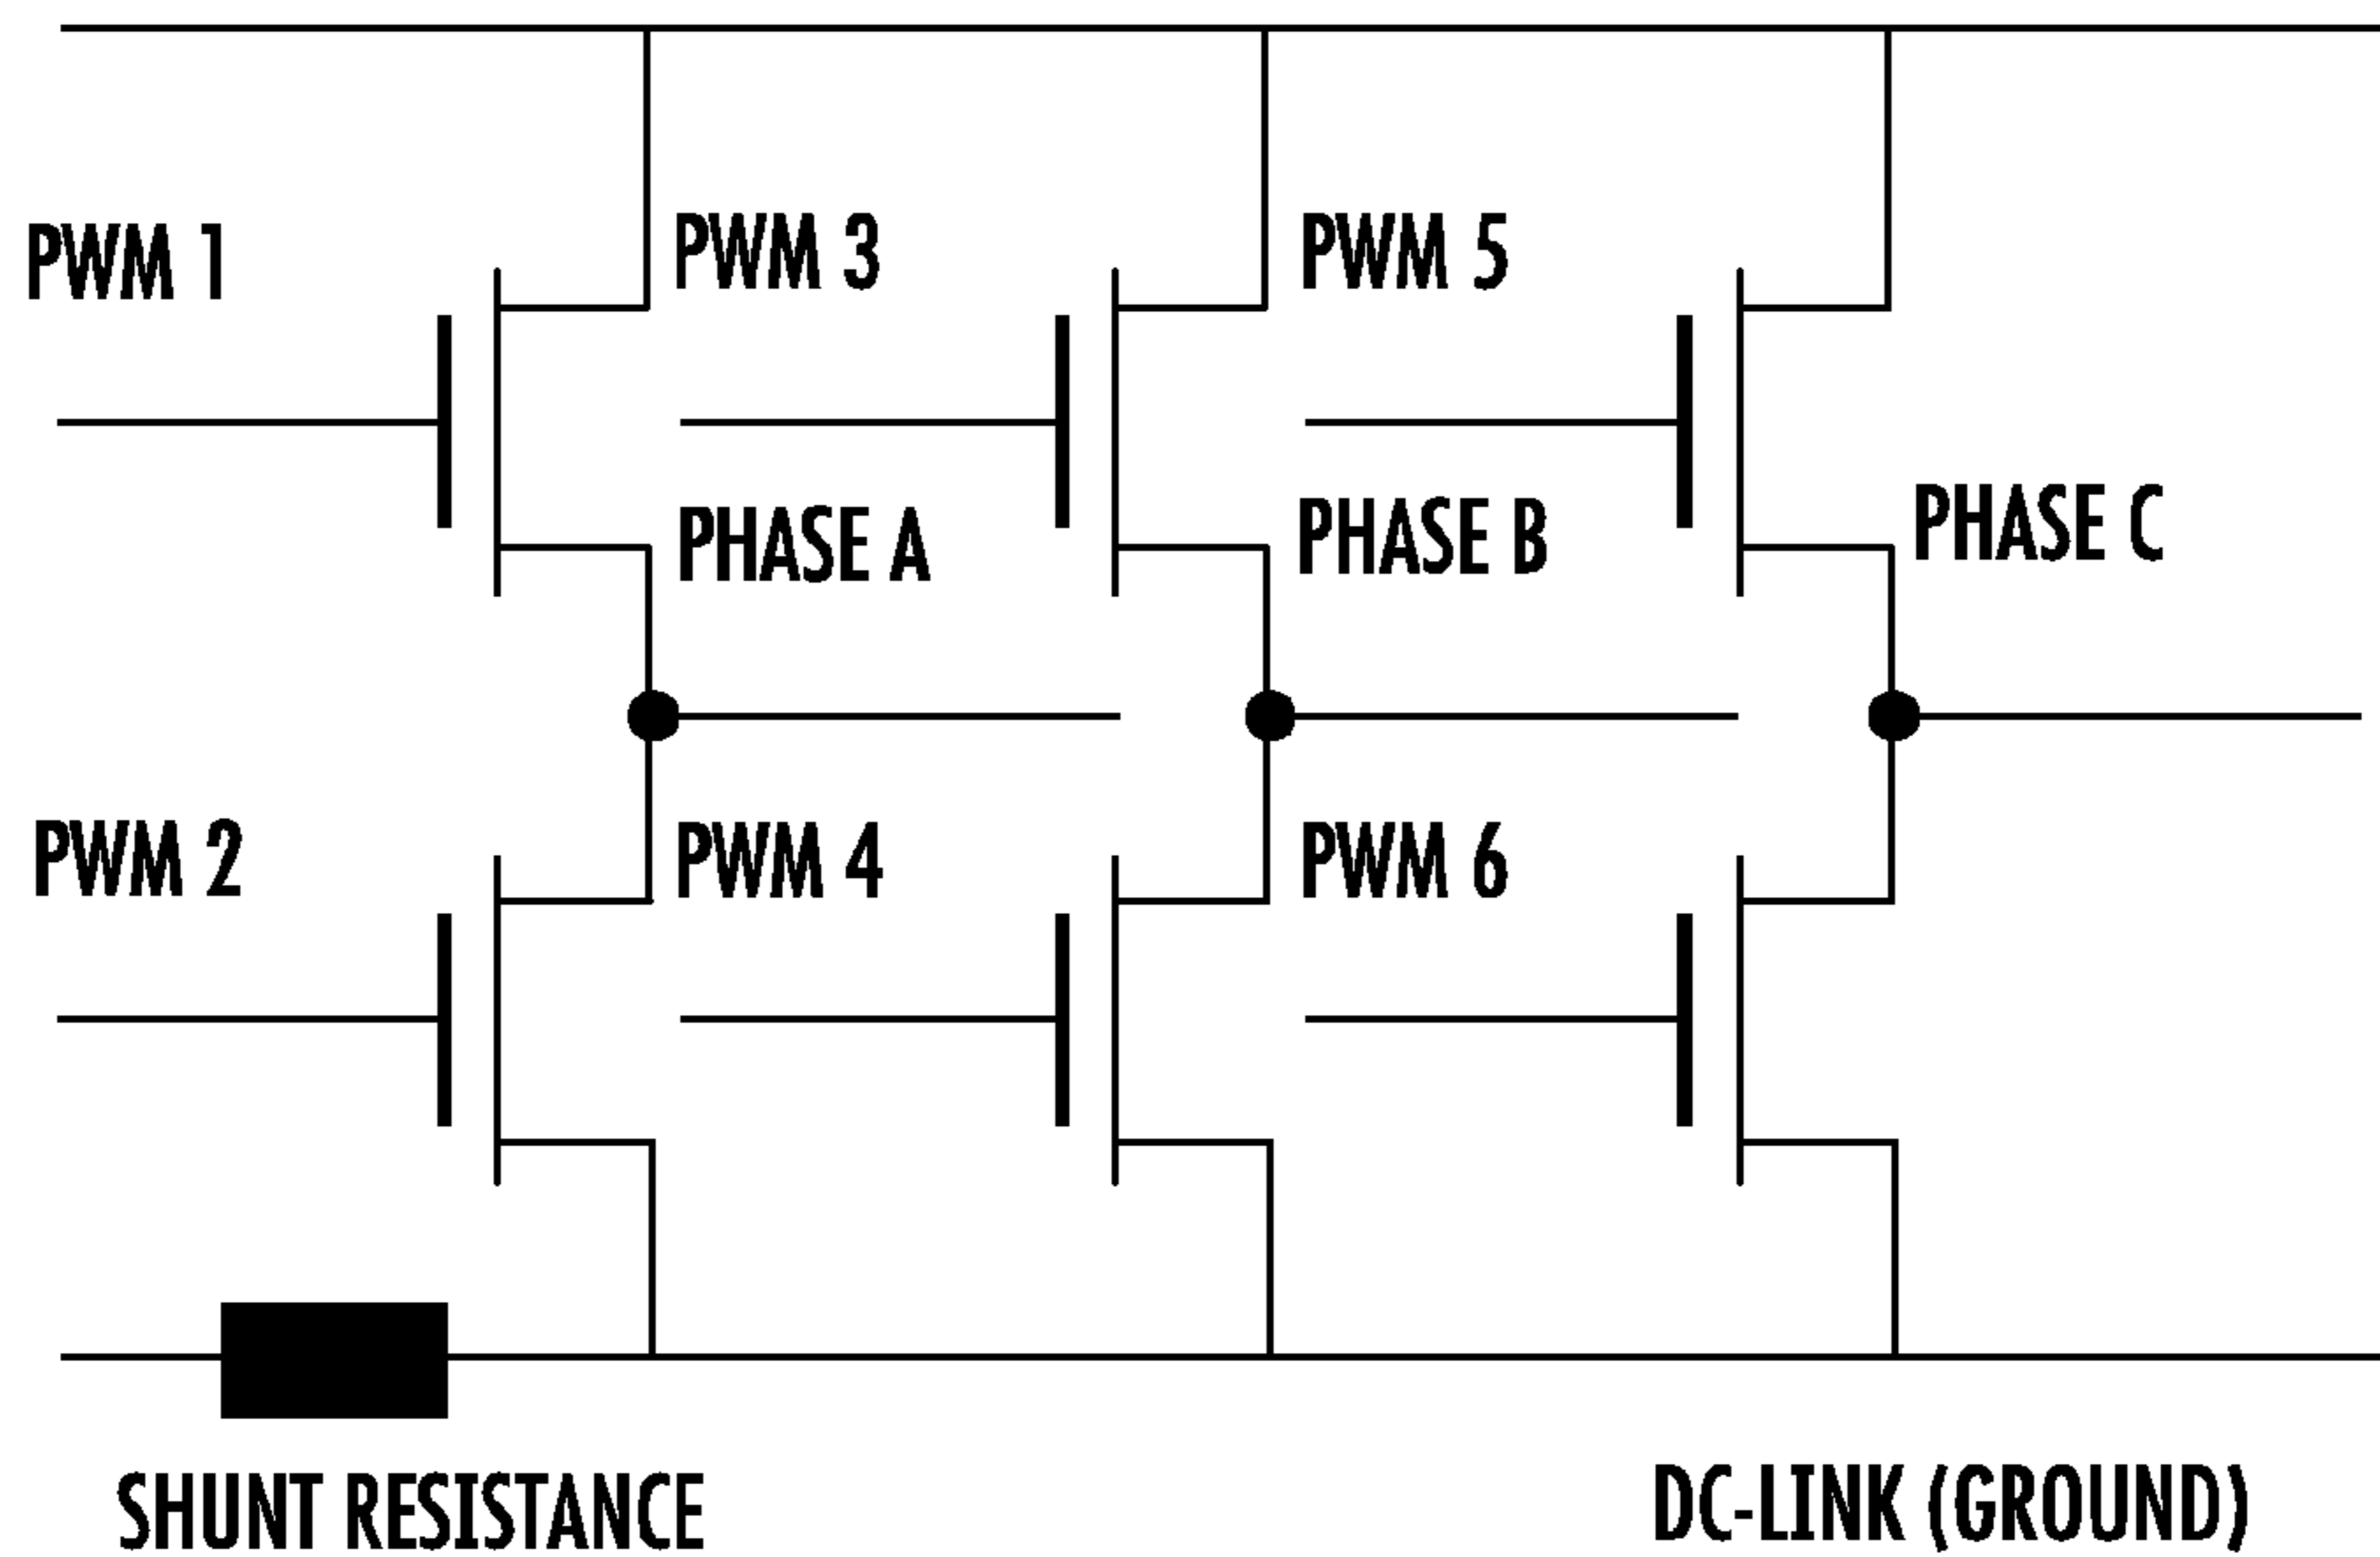 PWM 1
PWM 3
PWM 5
PHASE A
PHASE B
PHASE C
PWM 2
PWM 4
PWM 6
SHUNT RESISTANCE
DC-LINK (GROUND)